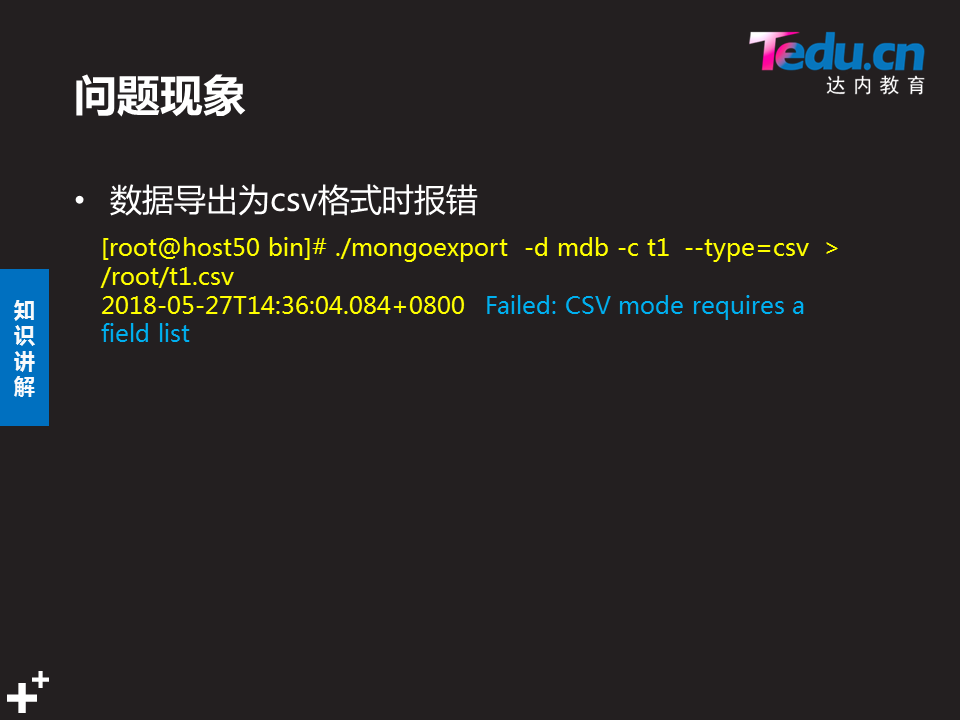 Tedu.cn
达内教育
问题现象
• 数据导出为csv格式时报错
[root@host50 bin]# ./mongoexport  -d mdb -c t1  --type=csv  >
/root/t1.csv
2018-05-27T14:36:04.084+0800   Failed: CSV mode requires a
field list
知
识
讲
解